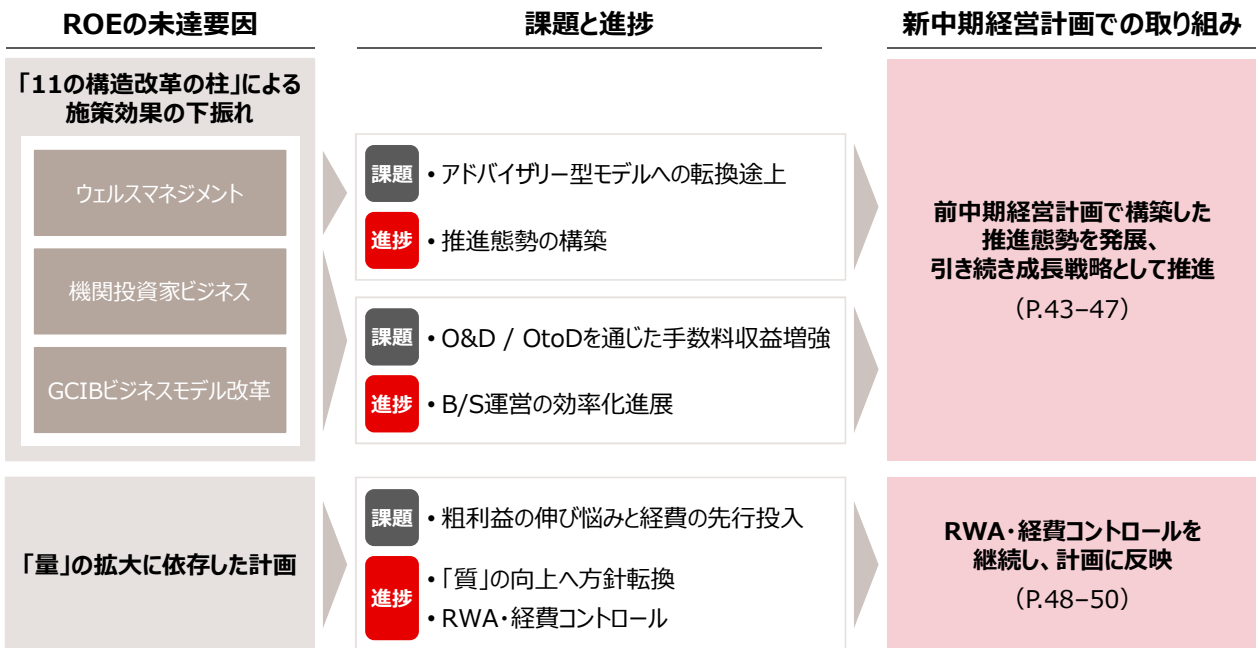 ROEの未達要因
課題と進捗
新中期経営計画での取り組み
「11の構造改革の柱」による
施策効果の下振れ
ウェルスマネジメント
機関投資家ビジネス
GCIBビジネスモデル改革
課題 • アドバイザリー型モデルへの転換途上
進捗 • 推進態勢の構築
課題 • O&D / OtoDを通じた手数料収益増強
進捗 • B/S運営の効率化進展
前中期経営計画で構築した
推進態勢を発展、
引き続き成長戦略として推進
（P.43–47）
「量」の拡大に依存した計画
課題 • 粗利益の伸び悩みと経費の先行投入
進捗 • 「質」の向上へ方針転換
• RWA・経費コントロール
RWA・経費コントロールを
継続し、計画に反映
（P.48–50）